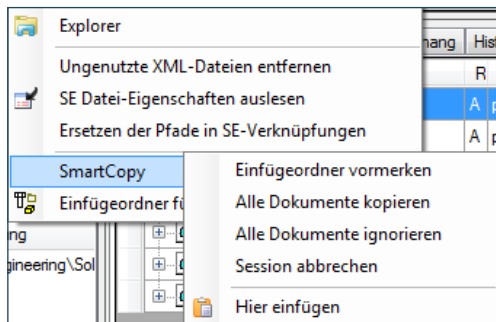 Explorer
Ungenutzte XML-Dateien entfernen
SE Datei-Eigenschaften auslesen
Ersetzen der Pfade in SE-Verknüpfungen
SmartCopy
Einfügeordner fü
Einfügeordner vormerken
Alle Dokumente kopieren
Alle Dokumente ignorieren
Session abbrechen
Hier einfügen
nang His
R
A p
A p
ng
gineering\Sol